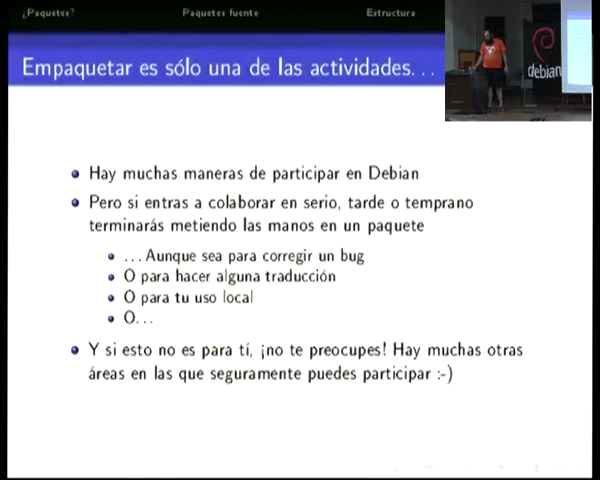 ¿Paquetes?
Paquetes fuente
Estructura
Empaquetar es sólo una de las actividades...
debian
Hay muchas maneras de participar en Debian
Pero si entras a colaborar en serio, tarde o temprano
terminarás metiendo las manos en un paquete
...Aunque sea para corregir un bug
O para hacer alguna traducción
O para tu uso local
O...
Y si esto no es para tí, ¡no te preocupes! Hay muchas otras
áreas en las que seguramente puedes participar :-)